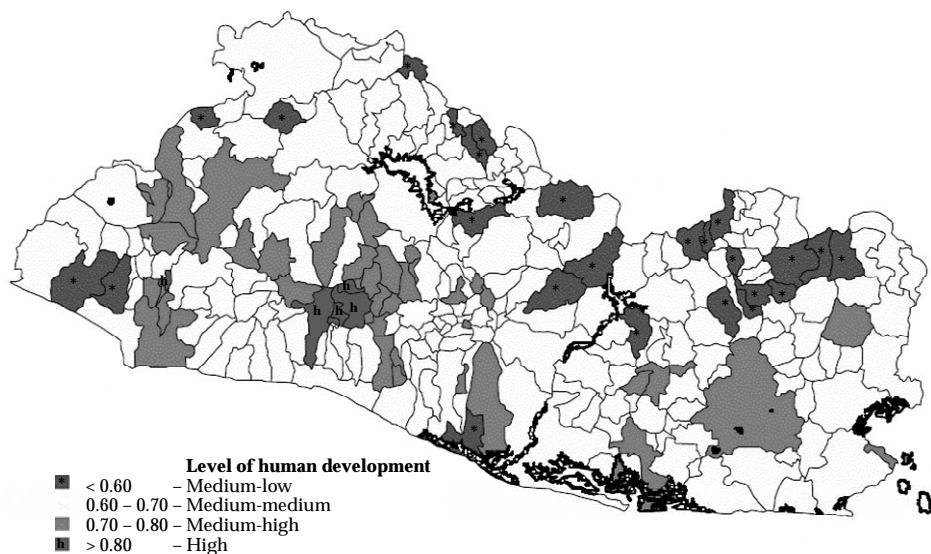 h
h
h
h
h
Level of human development
* < 0.60 – Medium-low
0.60 – 0.70 – Medium-medium
0.70 – 0.80 – Medium-high
h > 0.80 – High